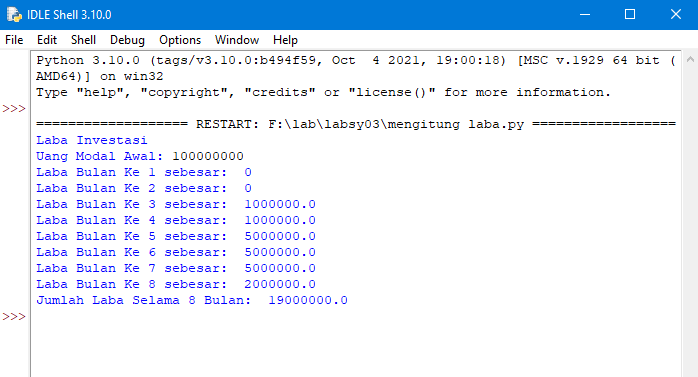 IDLE Shell 3.10.0
File Edit Shell Debug Options Window Help
Python 3.10.0 (tags/v3.10.0:b494f59, Oct  4 2021, 19:00:18) [MSC v.1929 64 bit (
AMD64)] on win32
Type "help", "copyright", "credits" or "license()" for more information.
>>>
=================== RESTART: F:\lab\labsy03\mengitung laba.py ==================
Laba Investasi
Uang Modal Awal: 100000000
Laba Bulan Ke 1 sebesar:  0
Laba Bulan Ke 2 sebesar:  0
Laba Bulan Ke 3 sebesar:  1000000.0
Laba Bulan Ke 4 sebesar:  1000000.0
Laba Bulan Ke 5 sebesar:  5000000.0
Laba Bulan Ke 6 sebesar:  5000000.0
Laba Bulan Ke 7 sebesar:  5000000.0
Laba Bulan Ke 8 sebesar:  2000000.0
Jumlah Laba Selama 8 Bulan:  19000000.0
>>>